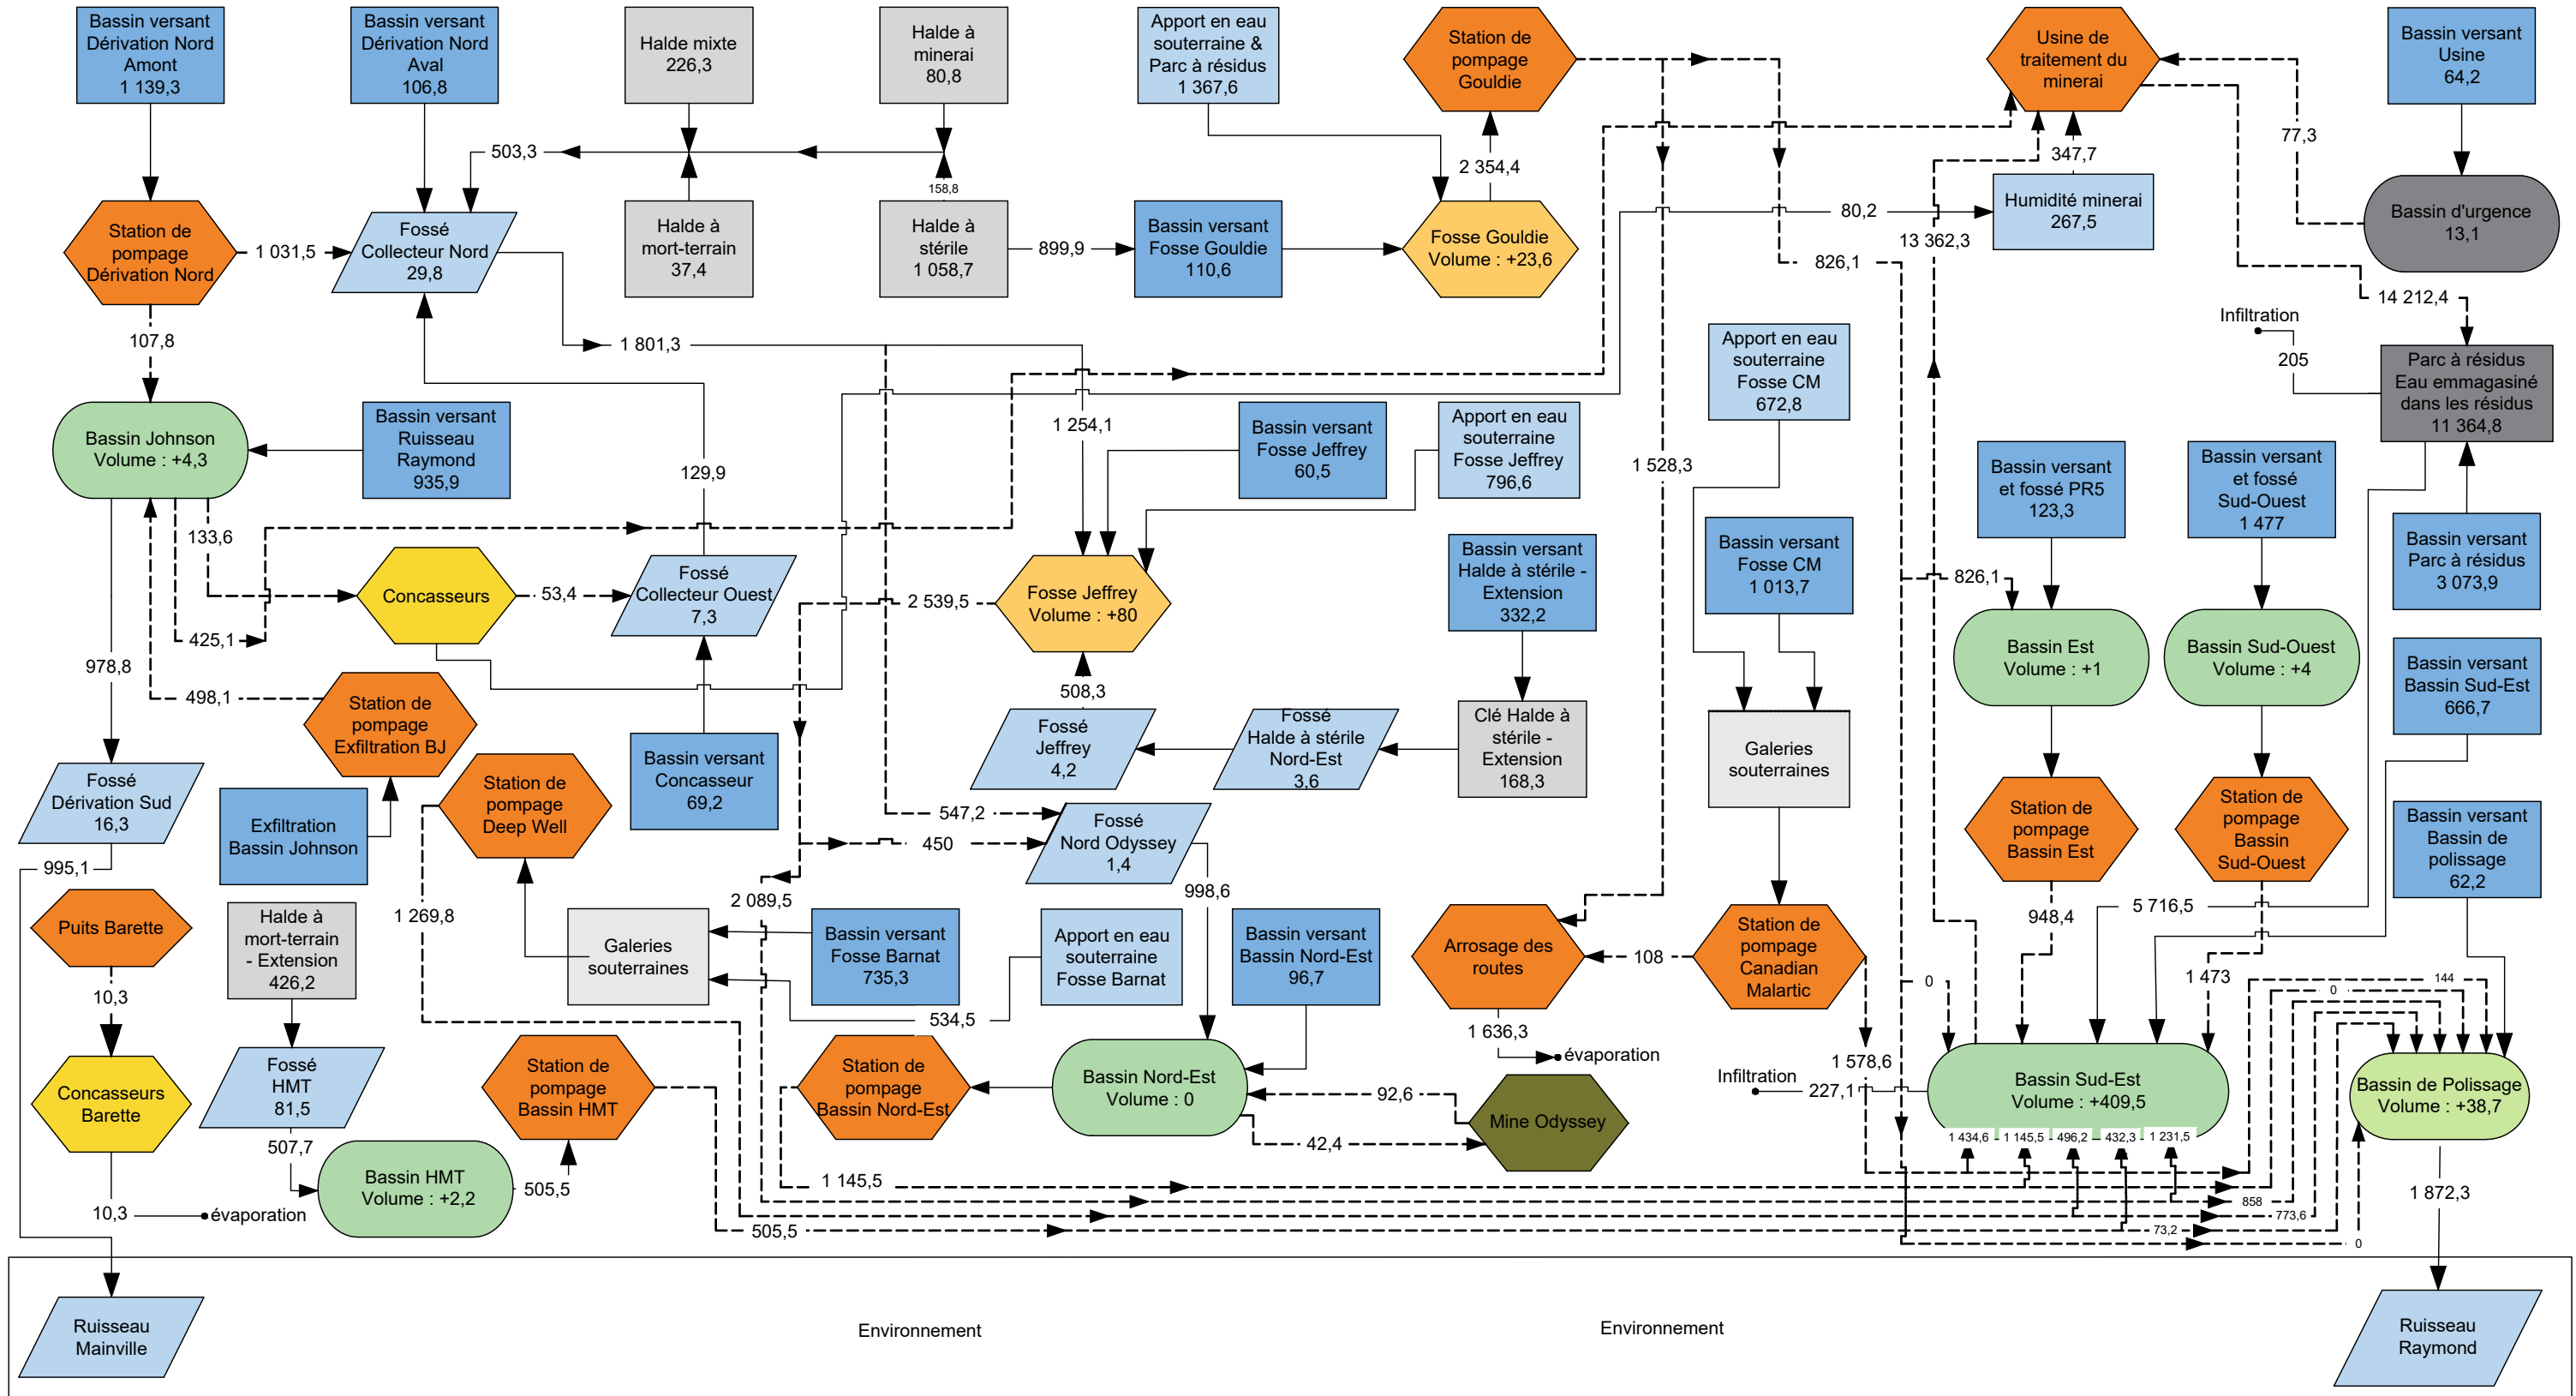 Bassin versant
Dérivation Nord
Amont
1 139,3
Bassin versant
Dérivation Nord
Aval
106,8
Halde mixte
226,3
Halde à
minerai
80,8
Apport en eau
souterraine &
Parc à résidus
1 367,6
Station de
pompage
Gouldie
Usine de
traitement du
minerai
Bassin versant
Usine
64,2
503,3
158,8
2 354,4
347,7
77,3
Station de
pompage
Dérivation Nord
1 031,5
Fossé
Collecteur Nord
29,8
Halde à
mort-terrain
37,4
Halde à
stérile
1 058,7
899,9
Bassin versant
Fosse Gouldie
110,6
Fosse Gouldie
Volume : +23,6
826,1
80,2
13 362,3
Humidité minerai
267,5
Bassin d'urgence
13,1
14 212,4
107,8
1 801,3
Infiltration
205
Apport en eau
souterraine
Fosse CM
672,8
Parc à résidus
Eau emmagasiné
dans les résidus
11 364,8
Bassin Johnson
Volume : +4,3
Bassin versant
Ruisseau
Raymond
935,9
129,9
1 254,1
Bassin versant
Fosse Jeffrey
60,5
Apport en eau
souterraine
Fosse Jeffrey
796,6
1 528,3
Bassin versant
et fossé PR5
123,3
Bassin versant
et fossé
Sud-Ouest
1 477
Bassin versant
Parc à résidus
3 073,9
133,6
425,1
978,8
498,1
Concasseurs
53,4
Fossé
Collecteur Ouest
7,3
2 539,5
Fosse Jeffrey
Volume : +80
Bassin versant
Halde à stérile -
Extension
332,2
Bassin versant
Fosse CM
1 013,7
826,1
Bassin Est
Volume : +1
Bassin Sud-Ouest
Volume : +4
Bassin versant
Bassin Sud-Est
666,7
Station de
pompage
Exfiltration BJ
508,3
Fossé
Jeffrey
4,2
Fossé
Halde à stérile
Nord-Est
3,6
Clé Halde à
stérile -
Extension
168,3
Galeries
souterraines
Fossé
Dérivation Sud
16,3
Exfiltration
Bassin Johnson
Station de
pompage
Deep Well
Bassin versant
Concasseur
69,2
547,2
450
Fossé
Nord Odyssey
1,4
Station de
pompage
Bassin Est
Station de
pompage
Bassin
Sud-Ouest
Bassin versant
Bassin de
polissage
62,2
995,1
Puits Barette
Halde à
mort-terrain
- Extension
426,2
1 269,8
Galeries
souterraines
2 089,5
Bassin versant
Fosse Barnat
735,3
Apport en eau
souterraine
Fosse Barnat
998,6
Bassin versant
Bassin Nord-Est
96,7
Arrosage des
routes
108
Station de
pompage
Canadian
Malartic
948,4
5 716,5
1 473
0
144
0
10,3
534,5
1 636,3
évaporation
1 578,6
Concasseurs
Barette
Fossé
HMT
81,5
Station de
pompage
Bassin HMT
Station de
pompage
Bassin Nord-Est
Bassin Nord-Est
Volume : 0
92,6
42,4
Mine Odyssey
Infiltration
227,1
Bassin Sud-Est
Volume : +409,5
Bassin de Polissage
Volume : +38,7
1 434,6
1 145,5
496,2
432,3
1 231,5
507,7
Bassin HMT
Volume : +2,2
505,5
1 145,5
858
773,6
505,5
73,2
0
10,3
évaporation
1 872,3
Ruisseau
Mainville
Environnement
Environnement
Ruisseau
Raymond